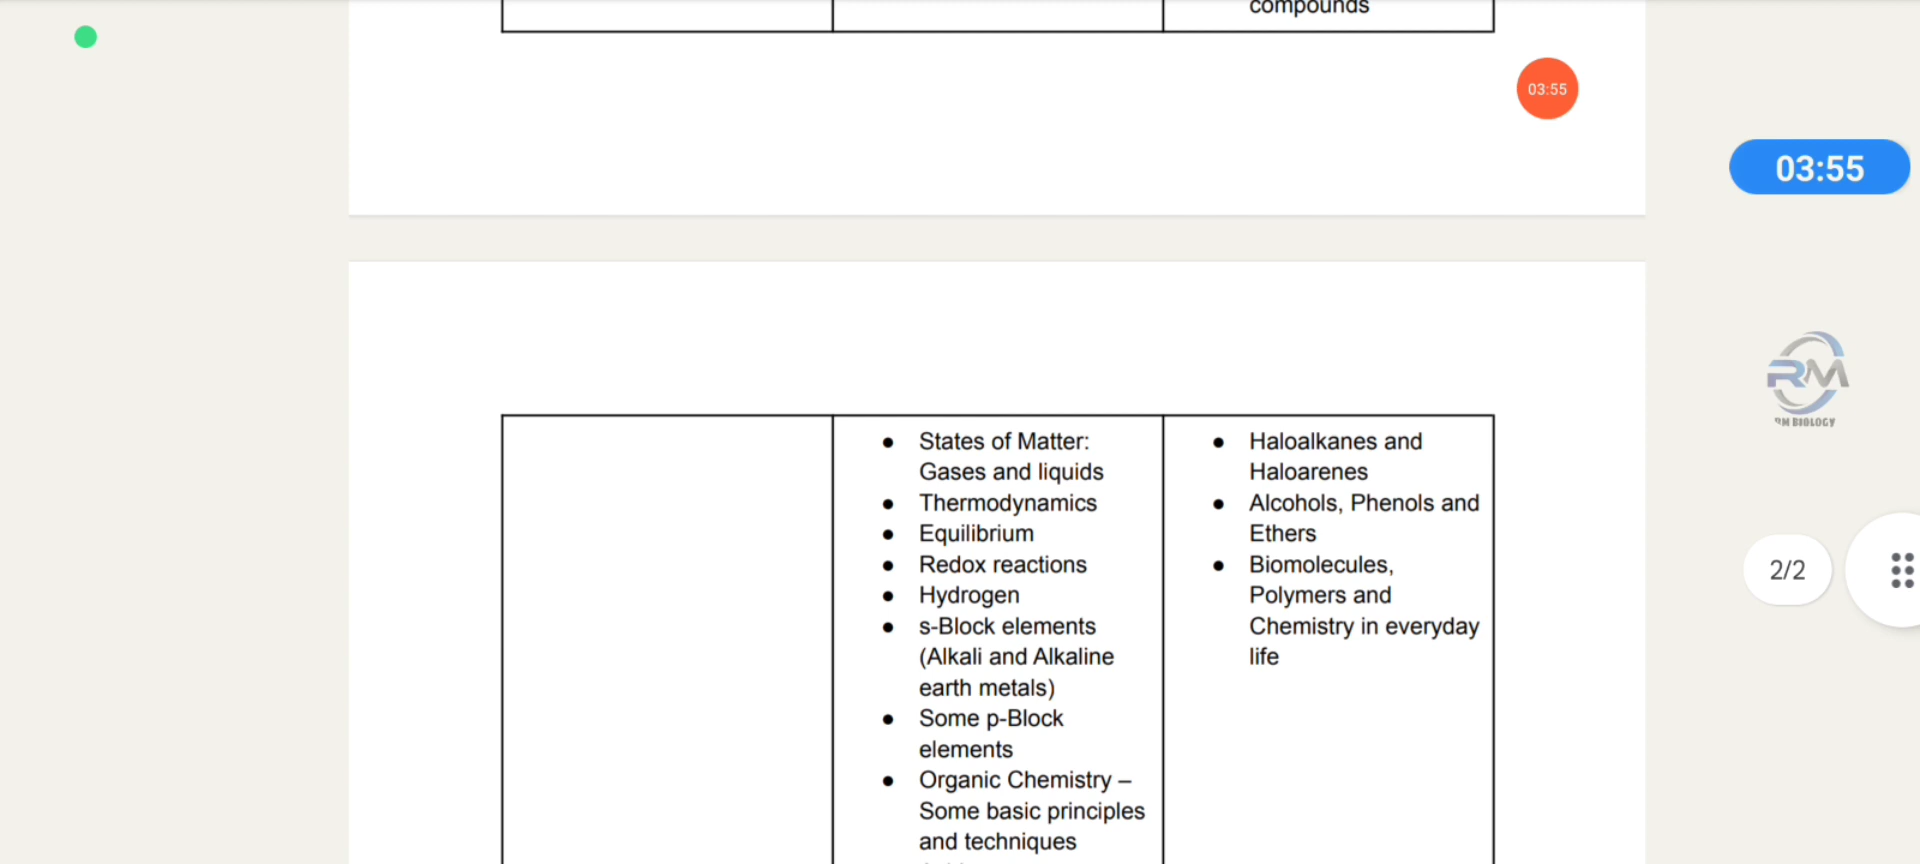 compounds
03:55
03:55
RM
RM BIOLOGY
2/2
● States of Matter:
Gases and liquids
● Thermodynamics
● Equilibrium
● Redox reactions
● Hydrogen
● s-Block elements
(Alkali and Alkaline
earth metals)
● Some p-Block
elements
● Organic Chemistry –
Some basic principles
and techniques
● Haloalkanes and
Haloarenes
● Alcohols, Phenols and
Ethers
● Biomolecules,
Polymers and
Chemistry in everyday
life